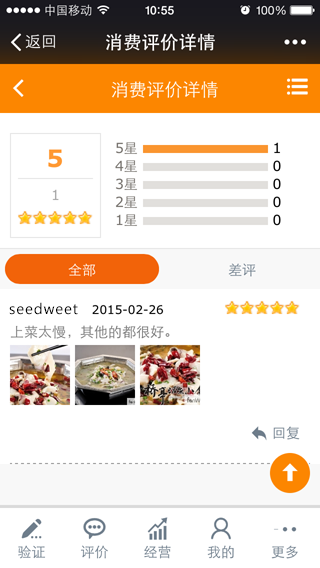 中国移动 10:55 100%
返回 消费评价详情
消费评价详情
5
1
5星 1
4星 0
3星 0
2星 0
1星 0
全部 差评
seedweet 2015-02-26
上菜太慢，其他的都很好。
回复
验证 评价 经营 我的 更多